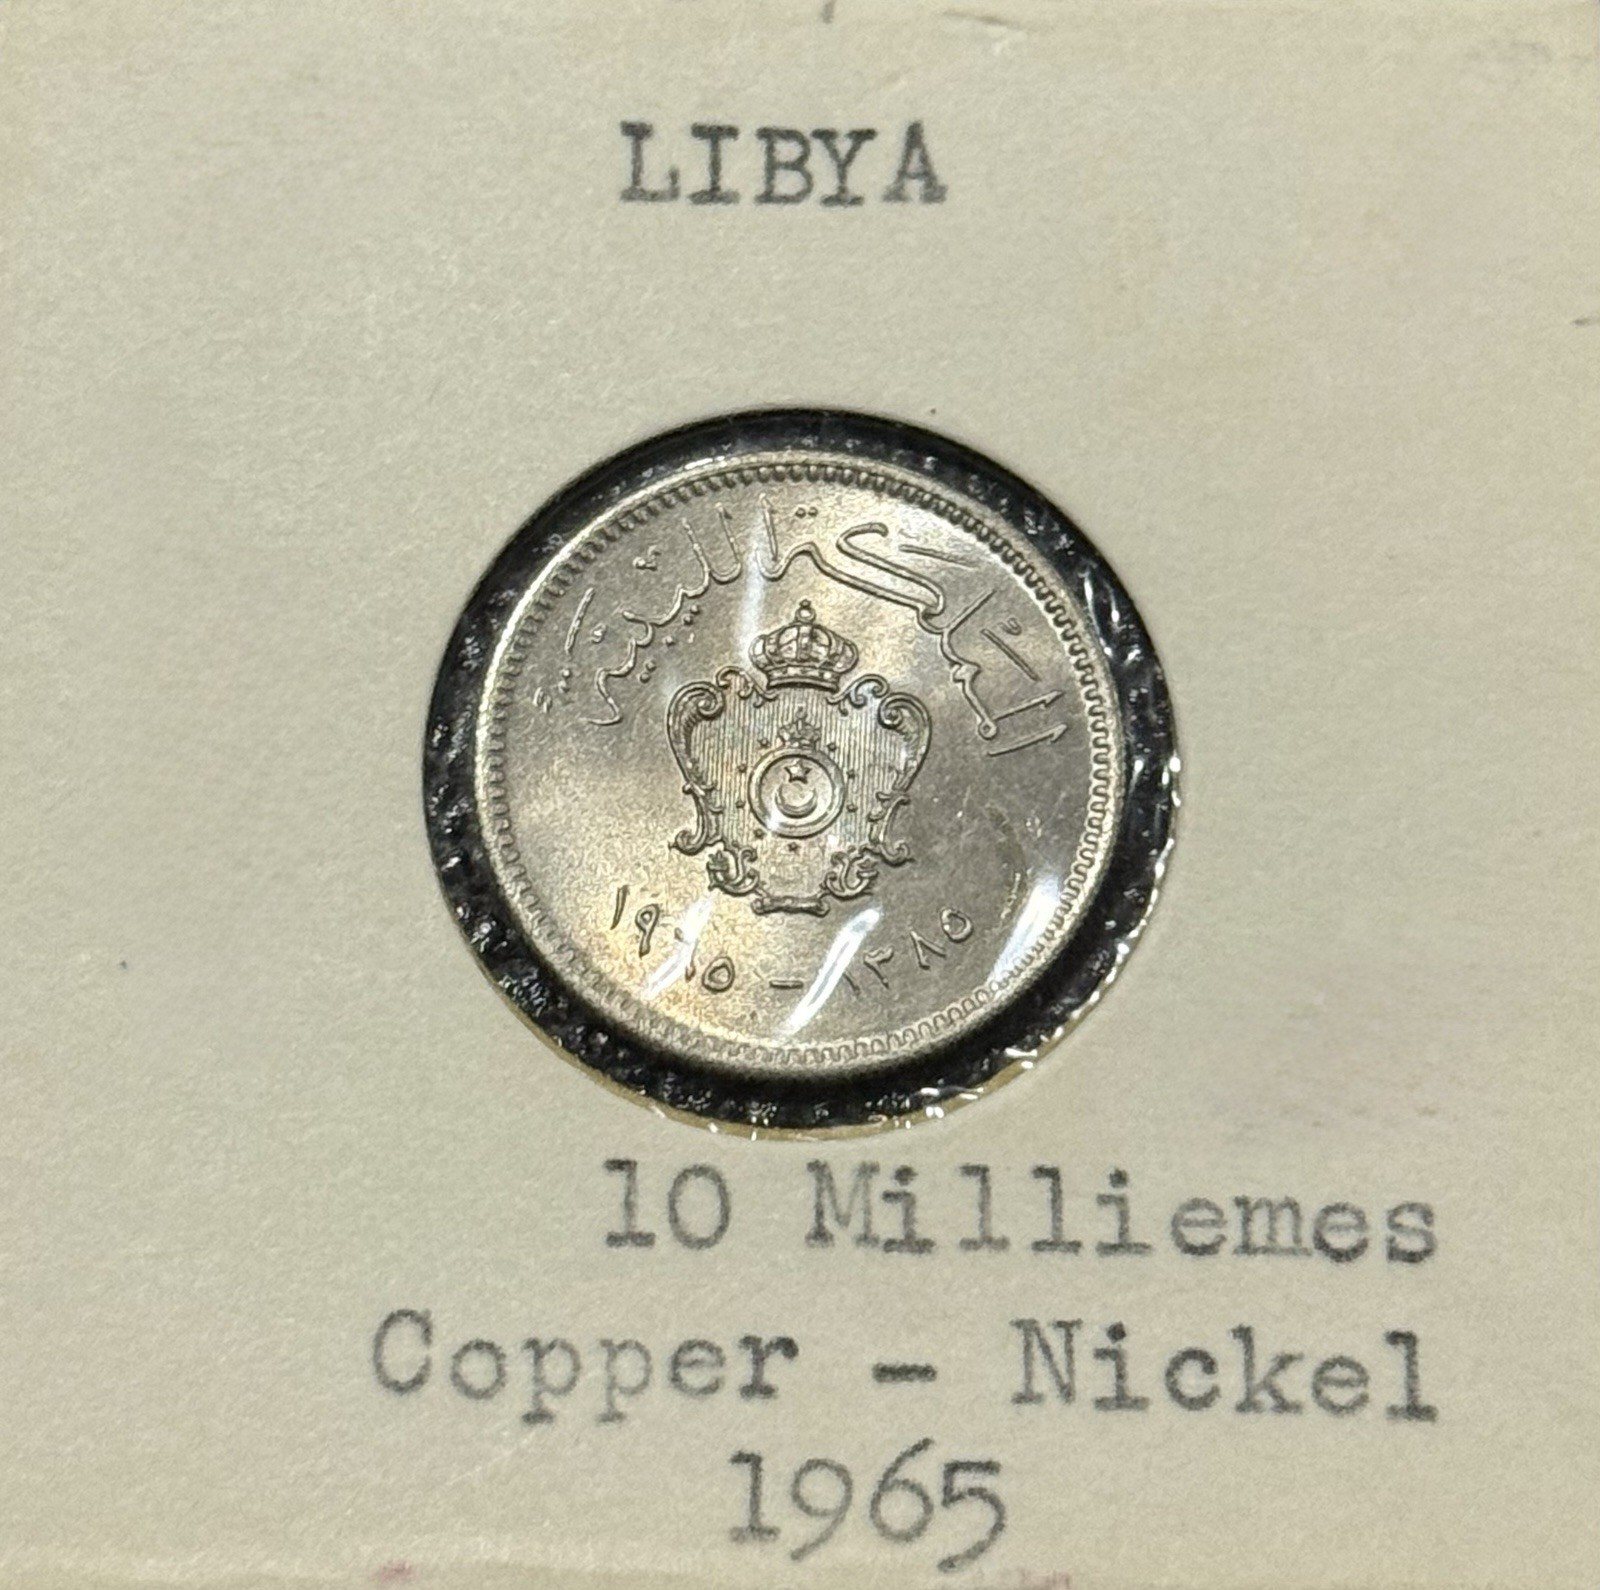 LIBYA
المملكة الليبية
١٩٦٥ - ١٣٨٥
10 Milliemes
Copper - Nickel
1965